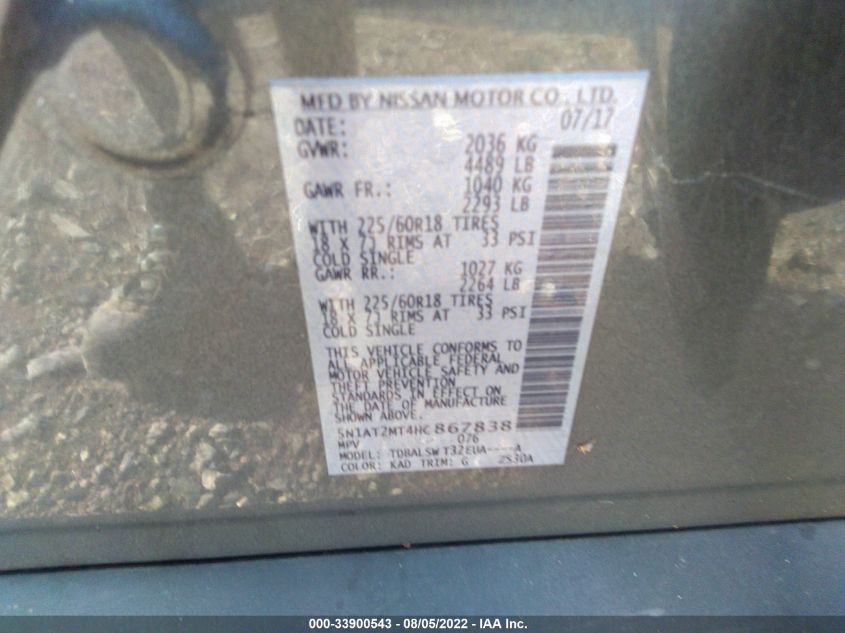 MFD BY NISSAN MOTOR CO., LTD.
DATE: 07/17
GVWR: 2036 KG
4489 LB
GAWR FR.: 1040 KG
2293 LB
WITH 225/60R18 TIRES
18 X 7J RIMS AT 33 PSI
COLD SINGLE
GAWR RR.: 1027 KG
2264 LB
WITH 225/60R18 TIRES
18 X 7J RIMS AT 33 PSI
COLD SINGLE
THIS VEHICLE CONFORMS TO
ALL APPLICABLE FEDERAL
MOTOR VEHICLE SAFETY AND
THEFT PREVENTION
STANDARDS IN EFFECT ON
THE DATE OF MANUFACTURE
SHOWN ABOVE.
5N1AT2MT4HC867838
MPV 076
MODEL: TDBALSWT32EUA----A
COLOR: KAD TRIM: G 2S30A
000-33900543 - 08/05/2022 - IAA Inc.